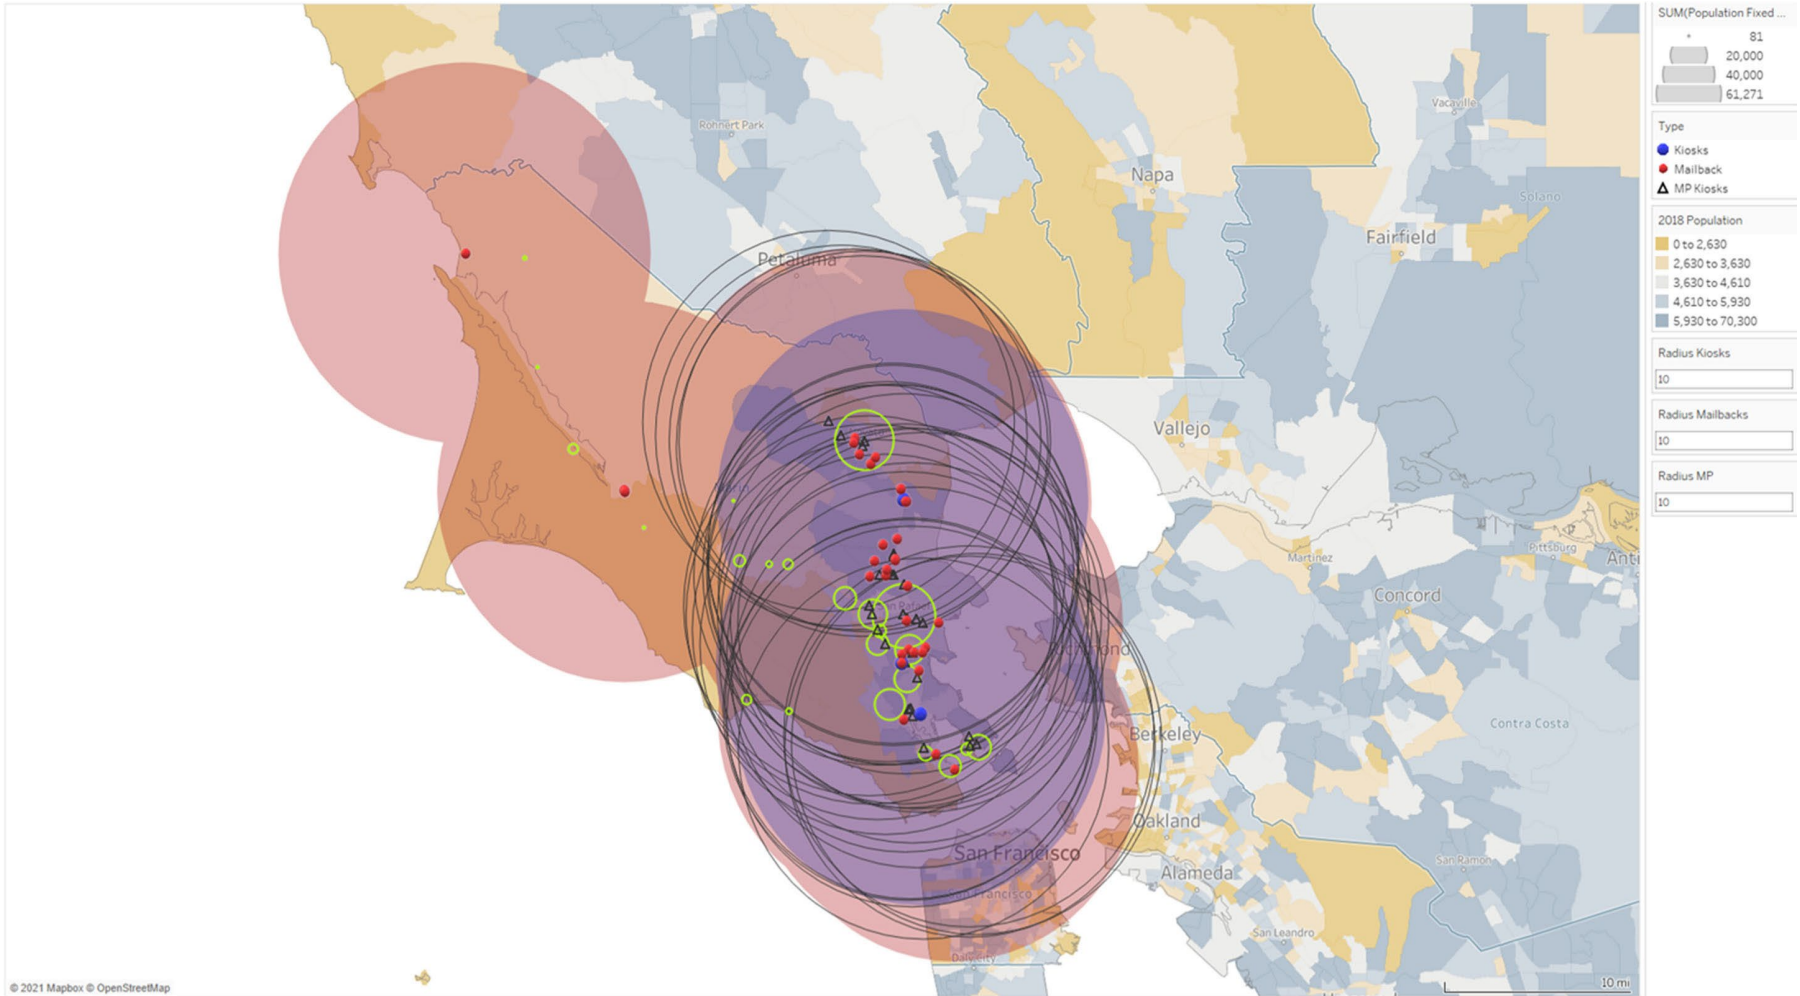 SUM(Population Fixed ...
81
20,000
40,000
61,271
Type
Kiosks
Mailback
MP Kiosks
2018 Population
0 to 2,630
2,630 to 3,630
3,630 to 4,610
4,610 to 5,930
5,930 to 70,300
Radius Kiosks
10
Radius Mailbacks
10
Radius MP
10
Vacaville
Rohnert Park
Napa
Solano
Fairfield
Petaluma
Vallejo
Pittsburg
Martinez
Concord
Richmond
Contra Costa
Berkeley
Oakland
San Francisco
San Ramon
Alameda
San Francisco
San Leandro
Daly City
10 mi
© 2021 Mapbox © OpenStreetMap